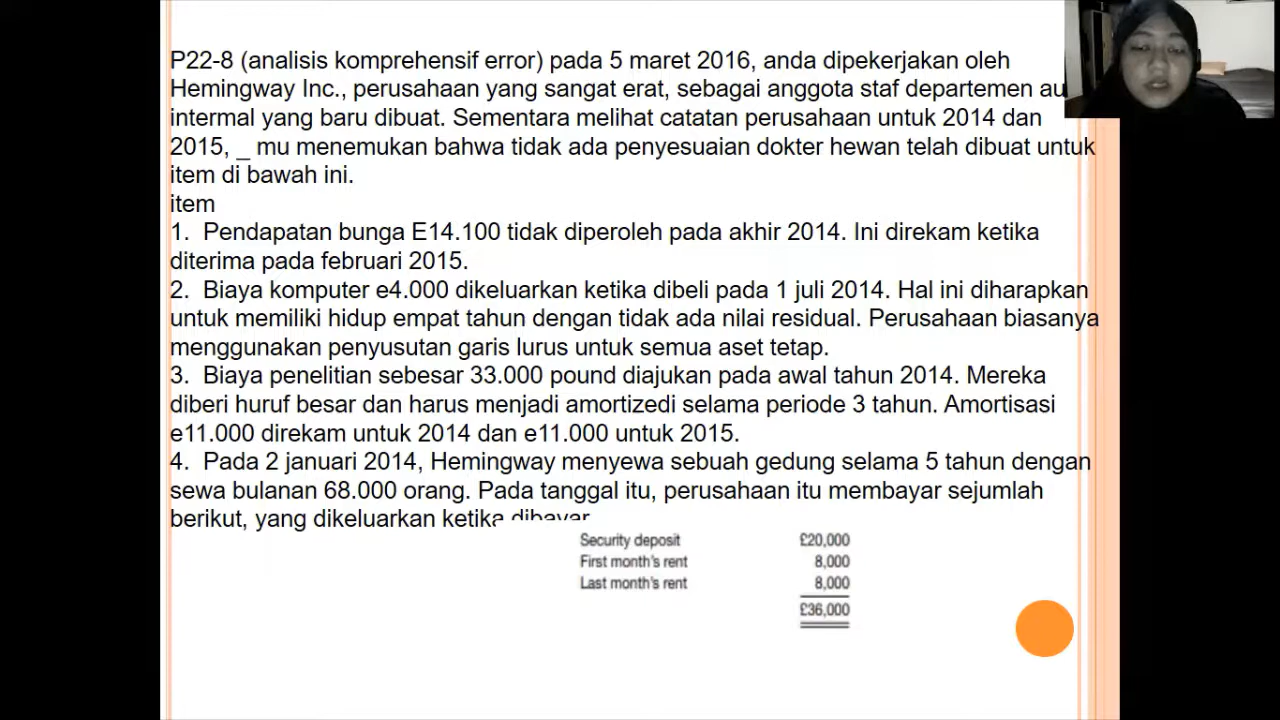 P22-8 (analisis komprehensif error) pada 5 maret 2016, anda dipekerjakan oleh
Hemingway Inc., perusahaan yang sangat erat, sebagai anggota staf departemen au
intermal yang baru dibuat. Sementara melihat catatan perusahaan untuk 2014 dan
2015, _ mu menemukan bahwa tidak ada penyesuaian dokter hewan telah dibuat untuk
item di bawah ini.
item
1. Pendapatan bunga E14.100 tidak diperoleh pada akhir 2014. Ini direkam ketika
diterima pada februari 2015.
2. Biaya komputer e4.000 dikeluarkan ketika dibeli pada 1 juli 2014. Hal ini diharapkan
untuk memiliki hidup empat tahun dengan tidak ada nilai residual. Perusahaan biasanya
menggunakan penyusutan garis lurus untuk semua aset tetap.
3. Biaya penelitian sebesar 33.000 pound diajukan pada awal tahun 2014. Mereka
diberi huruf besar dan harus menjadi amortizedi selama periode 3 tahun. Amortisasi
e11.000 direkam untuk 2014 dan e11.000 untuk 2015.
4. Pada 2 januari 2014, Hemingway menyewa sebuah gedung selama 5 tahun dengan
sewa bulanan 68.000 orang. Pada tanggal itu, perusahaan itu membayar sejumlah
berikut, yang dikeluarkan ketika dibayar
Security deposit £20,000
First month's rent 8,000
Last month's rent 8,000
£36,000